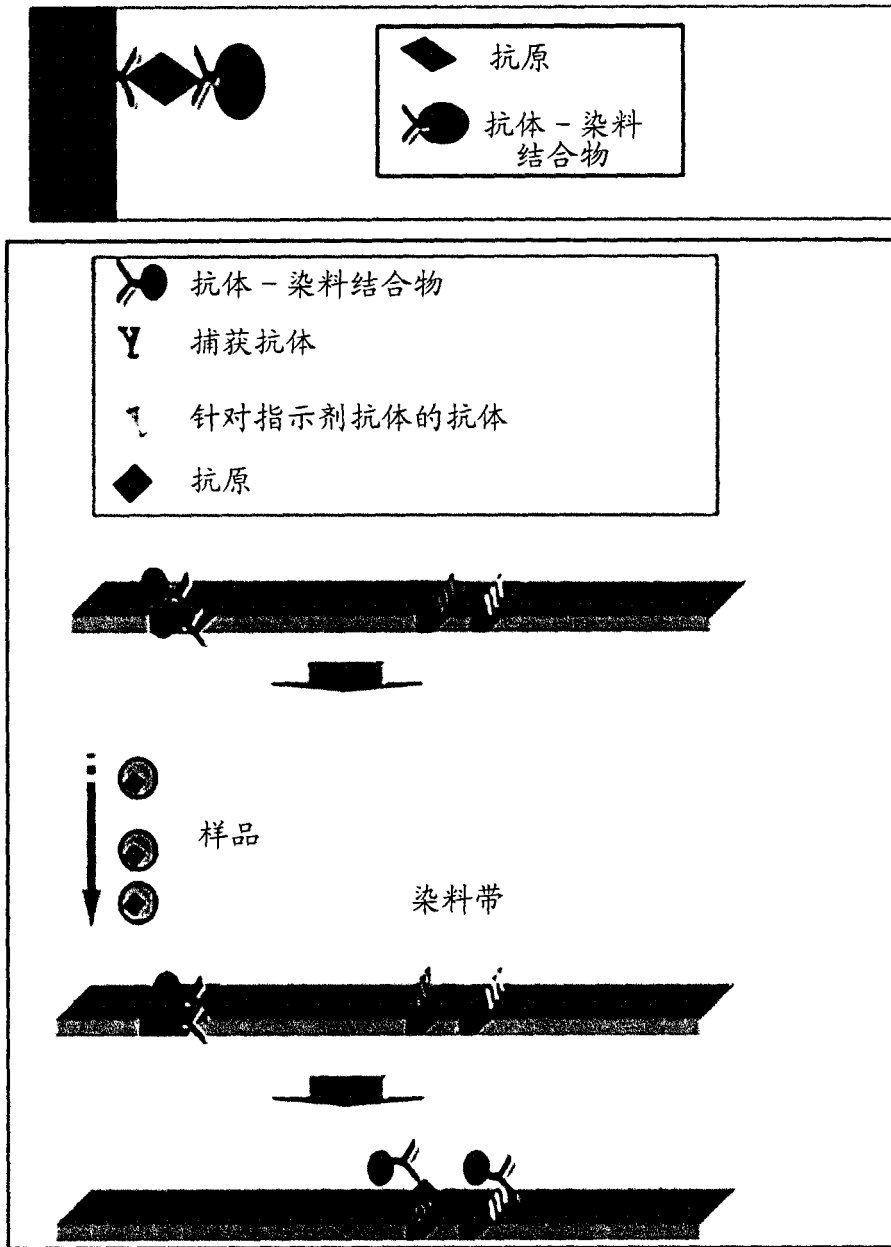 抗原
抗体 - 染料
结合物
抗体 - 染料结合物
捕获抗体
针对指示剂抗体的抗体
抗原
样品
染料带